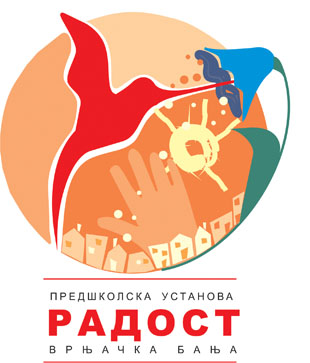 ПРЕДШКОЛСКА УСТАНОВА
РАДОСТ
ВРЊАЧКА БАЊА